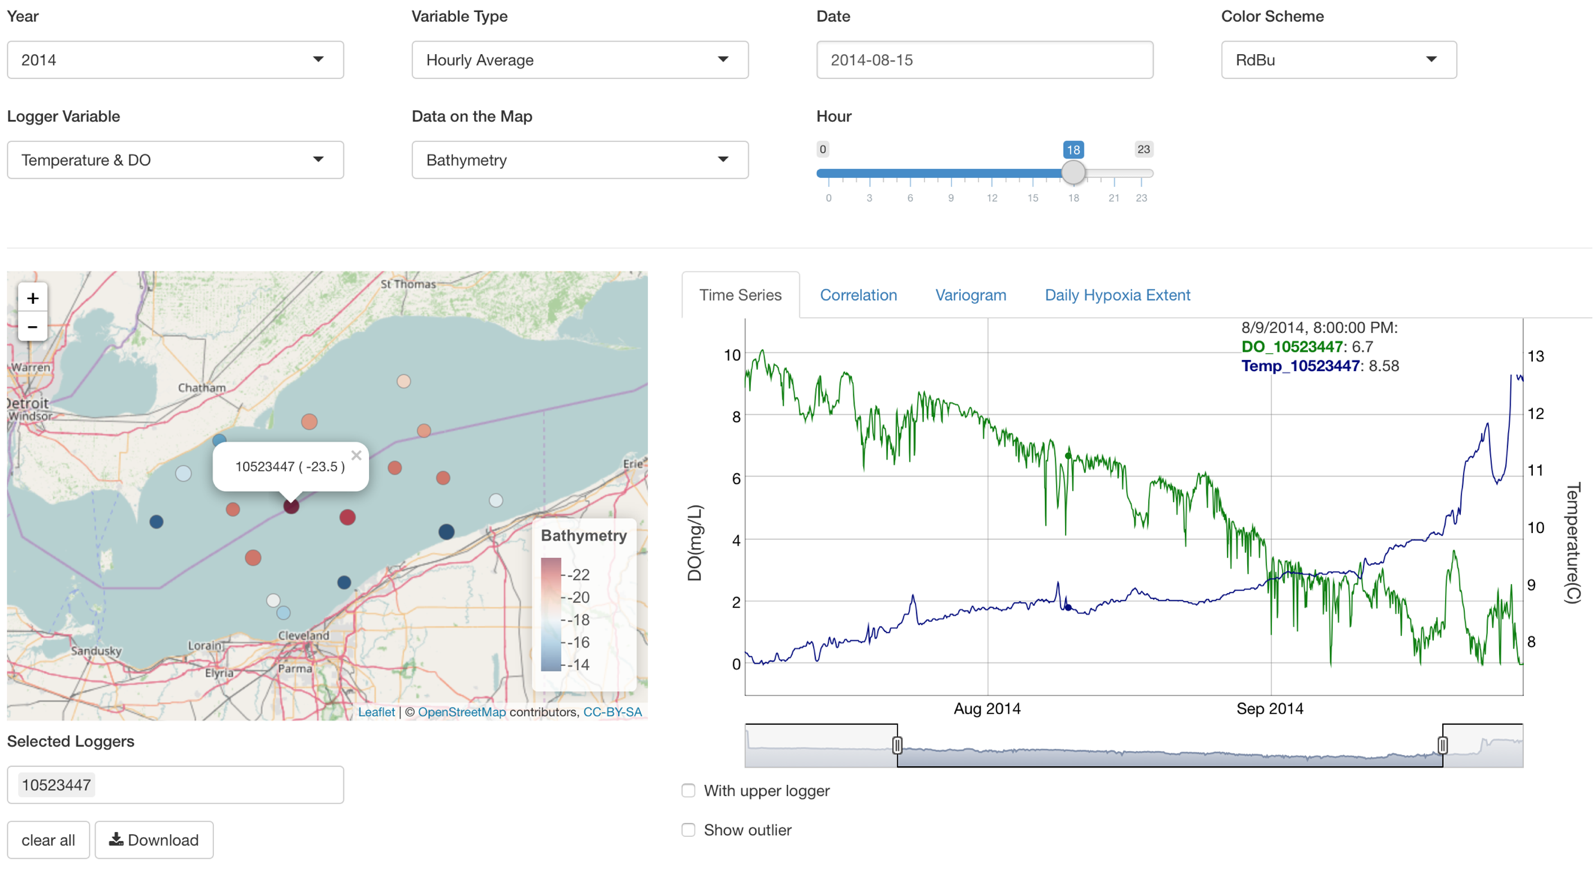 Year
Variable Type
Date
Color Scheme
2014
Hourly Average
2014-08-15
RdBu
Logger Variable
Data on the Map
Hour
Temperature & DO
Bathymetry
0
18
23
0 3 6 9 12 15 18 21 23
+
−
St Thomas
Warren
Chatham
Detroit
Windsor
Erie
10523447 ( -23.5 )
×
Bathymetry
-22
-20
-18
-16
-14
Cleveland
Lorain
Sandusky
Elyria
Parma
Leaflet | © OpenStreetMap contributors, CC-BY-SA
Time Series
Correlation
Variogram
Daily Hypoxia Extent
8/9/2014, 8:00:00 PM:
DO_10523447: 6.7
Temp_10523447: 8.58
DO(mg/L)
10
8
6
4
2
0
13
12
11
10
9
8
Temperature(C)
Aug 2014
Sep 2014
With upper logger
Show outlier
Selected Loggers
10523447
clear all
Download